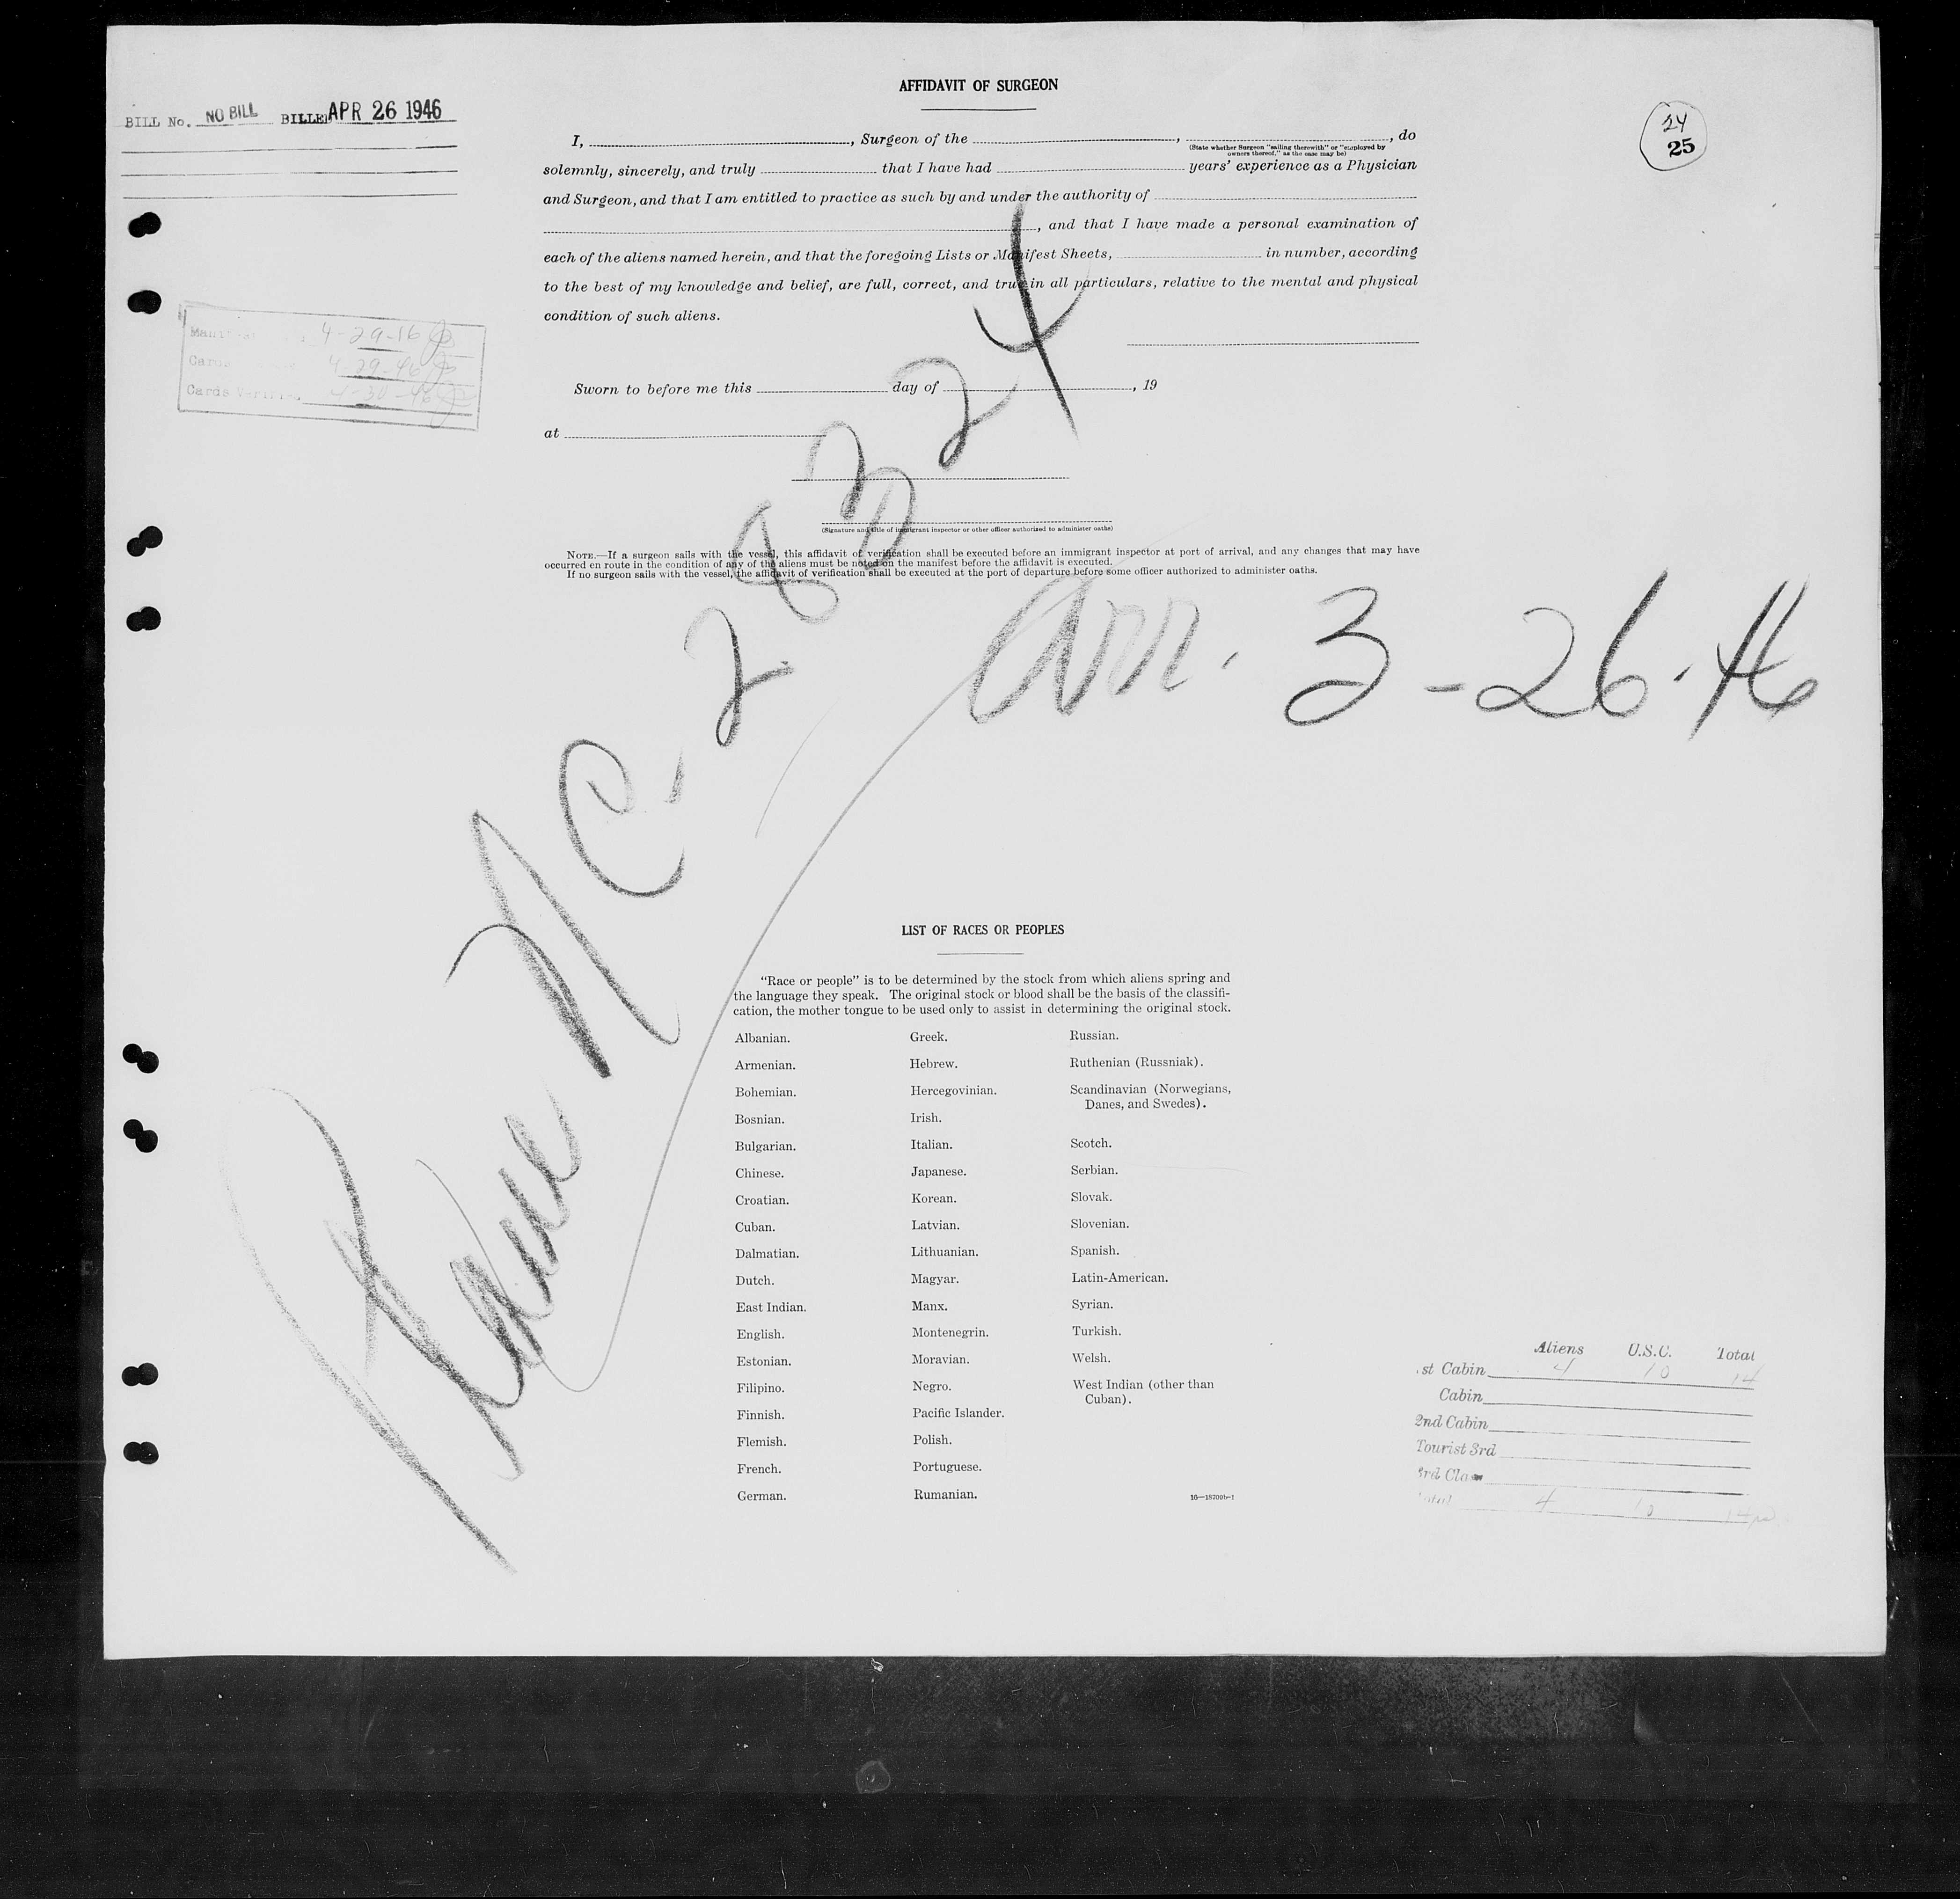 AFFIDAVIT OF SURGEON
BILL No. NO BILL BILLED APR 26 1946
24
25
I, , Surgeon of the , , do
(State whether Surgeon "sailing therewith" or "employed by
owners thereof," as the case may be)
solemnly, sincerely, and truly that I have had years' experience as a Physician
and Surgeon, and that I am entitled to practice as such by and under the authority of
, and that I have made a personal examination of
each of the aliens named herein, and that the foregoing Lists or Manifest Sheets, in number, according
to the best of my knowledge and belief, are full, correct, and true in all particulars, relative to the mental and physical
condition of such aliens.
4-29-16
Cards 4-29-46
Cards Verified 4-30-46
Sworn to before me this day of , 19
at
(Signature and title of immigrant inspector or other officer authorized to administer oaths)
NOTE.—If a surgeon sails with the vessel, this affidavit of verification shall be executed before an immigrant inspector at port of arrival, and any changes that may have
occurred en route in the condition of any of the aliens must be noted on the manifest before the affidavit is executed.
If no surgeon sails with the vessel, the affidavit of verification shall be executed at the port of departure before some officer authorized to administer oaths.
Plane NC-28324
Arr. 3-26-46
LIST OF RACES OR PEOPLES
"Race or people" is to be determined by the stock from which aliens spring and
the language they speak. The original stock or blood shall be the basis of the classifi-
cation, the mother tongue to be used only to assist in determining the original stock.
Albanian.
Armenian.
Bohemian.
Bosnian.
Bulgarian.
Chinese.
Croatian.
Cuban.
Dalmatian.
Dutch.
East Indian.
English.
Estonian.
Filipino.
Finnish.
Flemish.
French.
German.
Greek.
Hebrew.
Hercegovinian.
Irish.
Italian.
Japanese.
Korean.
Latvian.
Lithuanian.
Magyar.
Manx.
Montenegrin.
Moravian.
Negro.
Pacific Islander.
Polish.
Portuguese.
Rumanian.
Russian.
Ruthenian (Russniak).
Scandinavian (Norwegians,
Danes, and Swedes).
Scotch.
Serbian.
Slovak.
Slovenian.
Spanish.
Latin-American.
Syrian.
Turkish.
Welsh.
West Indian (other than
Cuban).
16—18709b-1
Aliens U.S.C. Total
st Cabin 4 10 14
Cabin
2nd Cabin
Tourist 3rd
3rd Class
Total 4 10 14